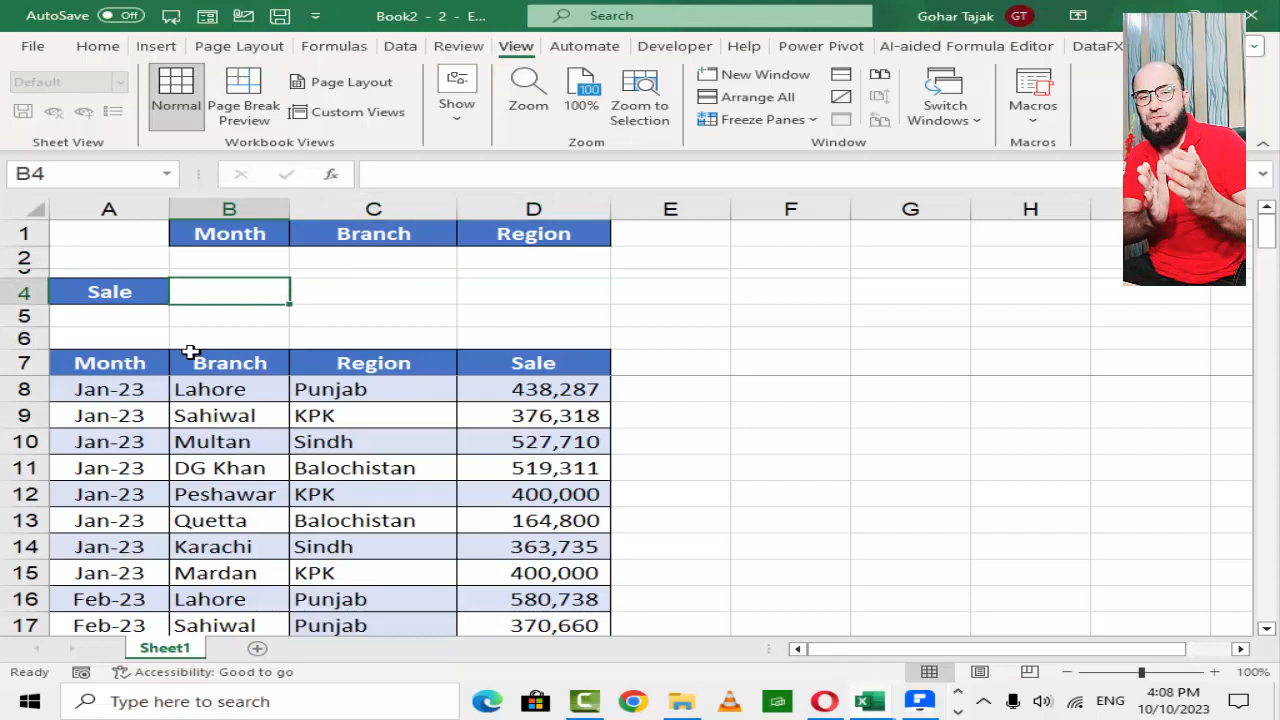 AutoSave Off Book2 - 2 - E... Search Gohar Tajak GT
File Home Insert Page Layout Formulas Data Review View Automate Developer Help Power Pivot AI-aided Formula Editor DataFX
Default Normal Page Break Preview Page Layout Custom Views Show Zoom 100 100% Zoom to Selection New Window Arrange All Freeze Panes Switch Windows Macros
Sheet View Workbook Views Zoom Window Macros
B4 fx
A B C D E F G H
1 Month Branch Region
2
3
4 Sale
5
6
7 Month Branch Region Sale
8 Jan-23 Lahore Punjab 438,287
9 Jan-23 Sahiwal KPK 376,318
10 Jan-23 Multan Sindh 527,710
11 Jan-23 DG Khan Balochistan 519,311
12 Jan-23 Peshawar KPK 400,000
13 Jan-23 Quetta Balochistan 164,800
14 Jan-23 Karachi Sindh 363,735
15 Jan-23 Mardan KPK 400,000
16 Feb-23 Lahore Punjab 580,738
17 Feb-23 Sahiwal Punjab 370,660
Sheet1
Ready Accessibility: Good to go 100%
Type here to search ENG 4:08 PM
10/10/2023